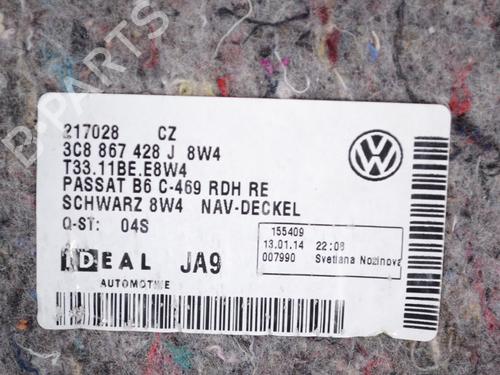 B-PARTS
217028 CZ
3C8 867 428 J 8W4
T33.11BE.E8W4
PASSAT B6 C-469 RDH RE
SCHWARZ 8W4 NAV-DECKEL
Q-ST: 04S
155409
13.01.14 22:08
007990 Svetlana Nozinova
IDEAL JA9
AUTOMOTIVE